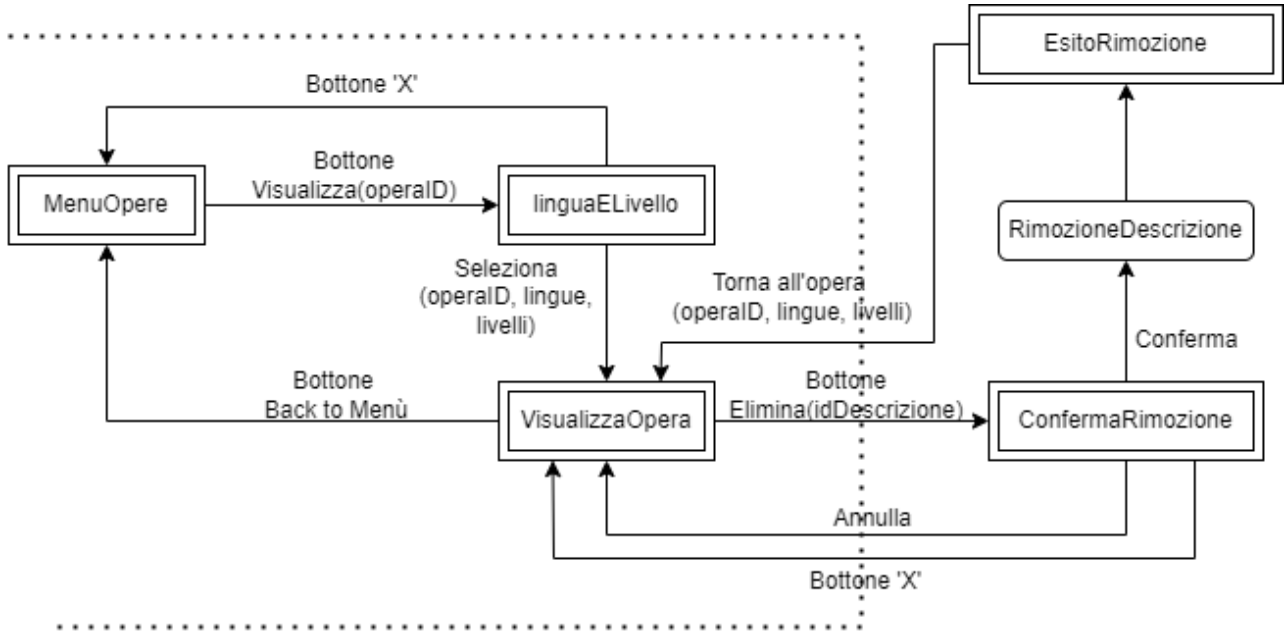 EsitoRimozione
Bottone 'X'
Bottone
Visualizza(operaID)
MenuOpere
linguaELivello
RimozioneDescrizione
Seleziona
(operaID, lingue,
livelli)
Torna all'opera
(operaID, lingue, livelli)
Conferma
Bottone
Back to Menù
VisualizzaOpera
Bottone
Elimina(idDescrizione)
ConfermaRimozione
Annulla
Bottone 'X'